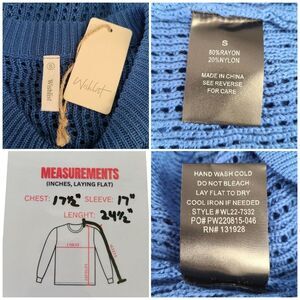 S
Wishlist
Wishlist
S
80%RAYON
20%NYLON
MADE IN CHINA
SEE REVERSE
FOR CARE
MEASUREMENTS
(INCHES, LAYING FLAT)
CHEST: 17½" SLEEVE: 17"
LENGHT: 24½"
HAND WASH COLD
DO NOT BLEACH
LAY FLAT TO DRY
COOL IRON IF NEEDED
STYLE#WL22-7332
PO# PW220815-046
RN# 131928